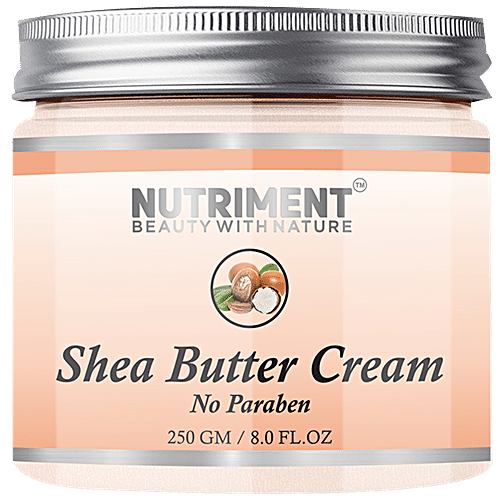 NUTRIMENT™
BEAUTY WITH NATURE
Shea Butter Cream
No Paraben
250 GM / 8.0 FL.OZ